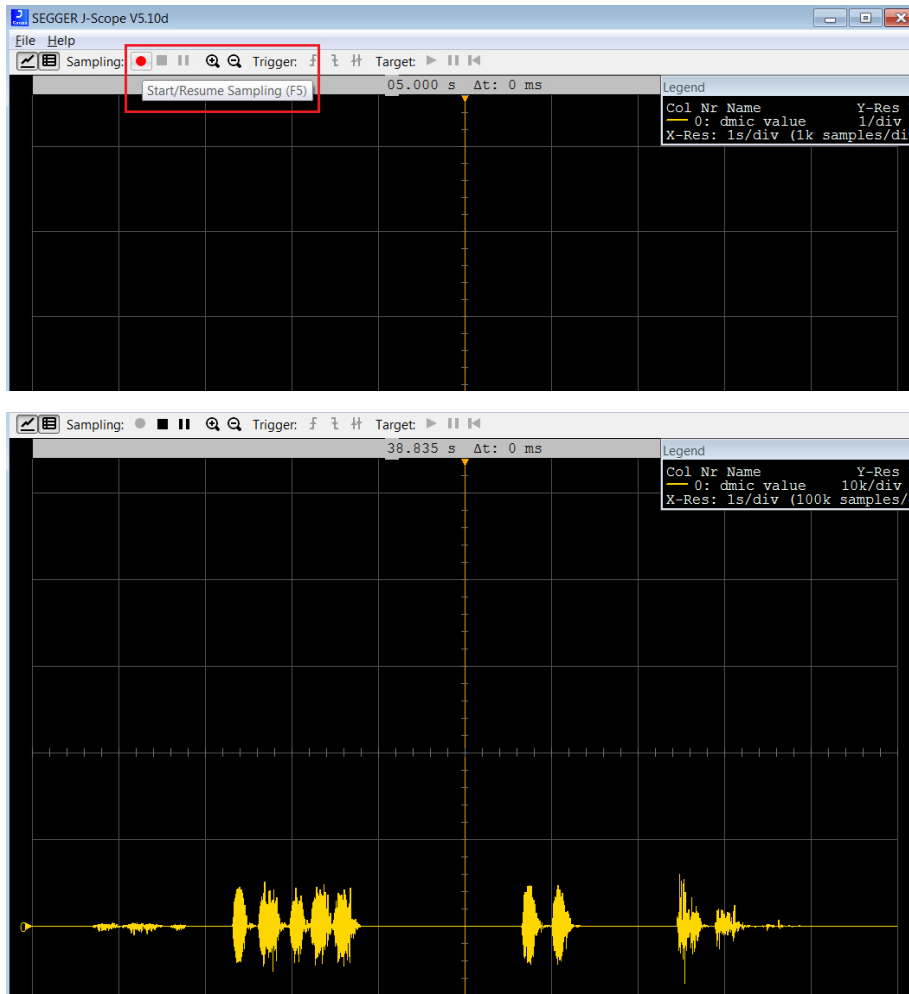 SEGGER J-Scope V5.10d
File Help
Sampling: Trigger: Target:
Start/Resume Sampling (F5)
05.000 s Δt: 0 ms
Legend
Col Nr Name Y-Res
0: dmic value 1/div
X-Res: 1s/div (1k samples/di
Sampling: Trigger: Target:
38.835 s Δt: 0 ms
Legend
Col Nr Name Y-Res
0: dmic value 10k/div
X-Res: 1s/div (100k samples/
0